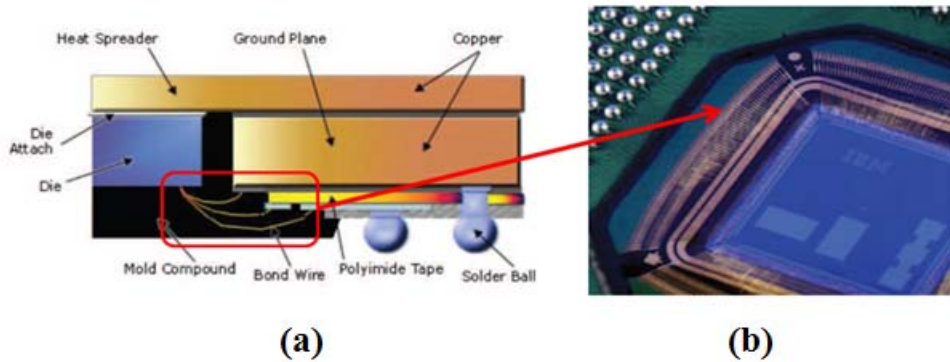 Heat Spreader
Ground Plane
Copper
Die
Attach
Die
Mold Compound
Bond Wire
Polyimide Tape
Solder Ball
IBM
(a)
(b)